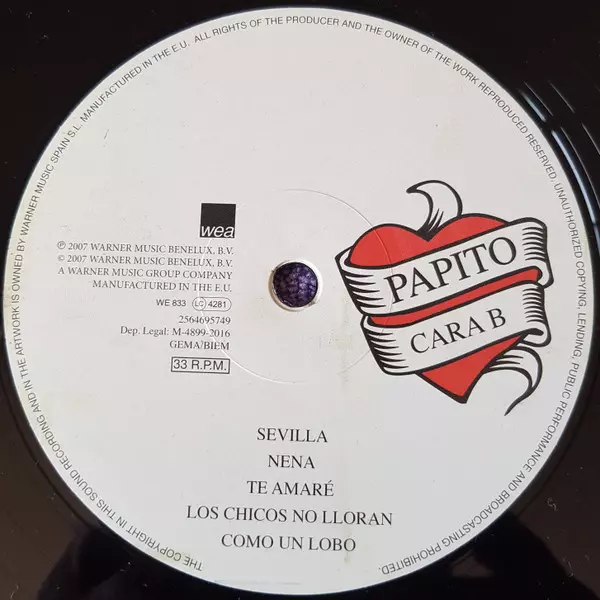 THE COPYRIGHT IN THIS SOUND RECORDING AND IN THE ARTWORK IS OWNED BY WARNER MUSIC SPAIN S.L. MANUFACTURED IN THE E.U. ALL RIGHTS OF THE PRODUCER AND THE OWNER OF THE WORK REPRODUCED RESERVED. UNAUTHORIZED COPYING, LENDING, PUBLIC PERFORMANCE AND BROADCASTING PROHIBITED.
wea
℗ 2007 WARNER MUSIC BENELUX, B.V.
© 2007 WARNER MUSIC BENELUX, B.V.
A WARNER MUSIC GROUP COMPANY
MANUFACTURED IN THE E.U.
WE 833 LC 4281
2564695749
Dep. Legal: M-4899-2016
GEMA/BIEM
33 R.P.M.
PAPITO
CARA B
SEVILLA
NENA
TE AMARÉ
LOS CHICOS NO LLORAN
COMO UN LOBO